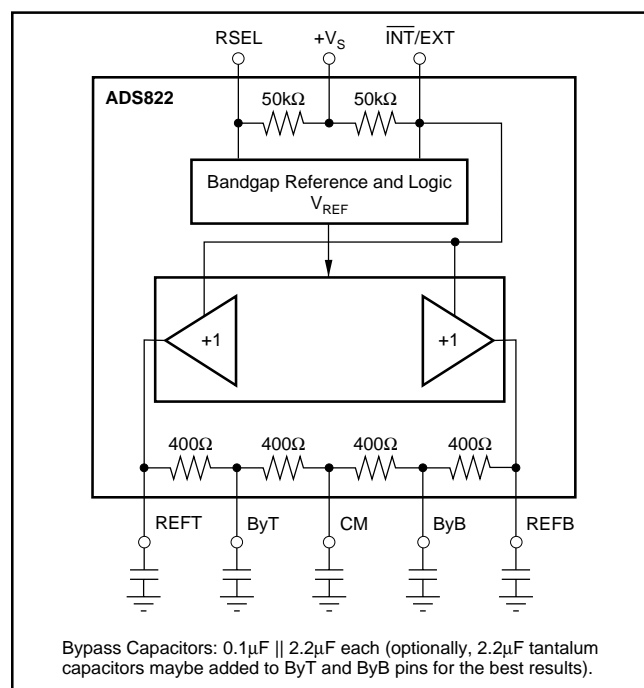 RSEL +VS INT/EXT
ADS822
50kΩ 50kΩ
Bandgap Reference and Logic
VREF
+1 +1
400Ω 400Ω 400Ω 400Ω
REFT ByT CM ByB REFB
Bypass Capacitors: 0.1μF || 2.2μF each (optionally, 2.2μF tantalum
capacitors maybe added to ByT and ByB pins for the best results).